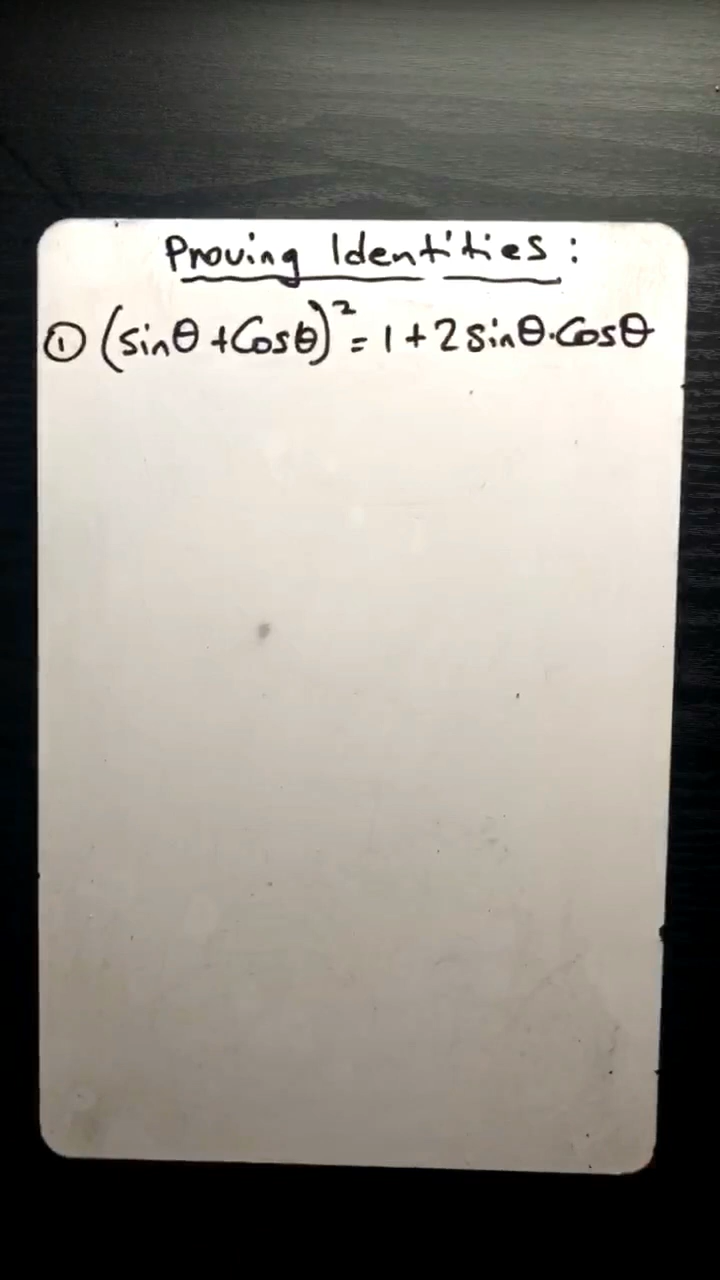 Proving Identities:
① (sinθ + Cosθ)² = 1 + 2 sinθ·Cosθ